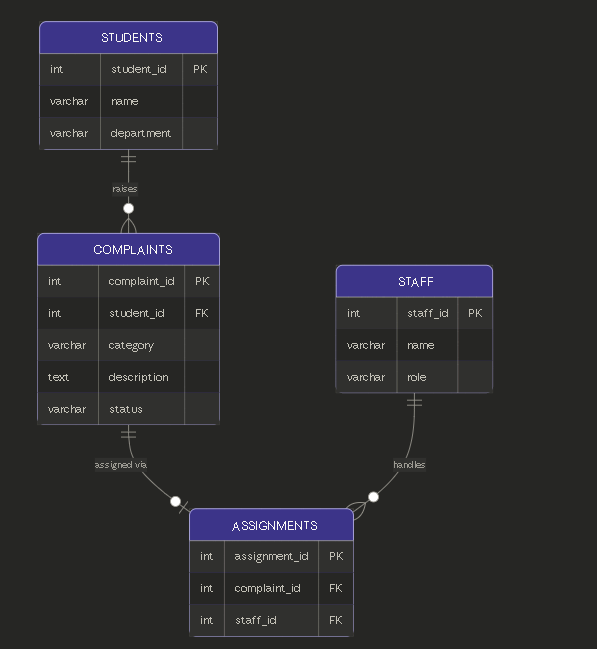 STUDENTS
int student_id PK
varchar name
varchar department
raises
COMPLAINTS
int complaint_id PK
int student_id FK
varchar category
text description
varchar status
STAFF
int staff_id PK
varchar name
varchar role
assigned via
handles
ASSIGNMENTS
int assignment_id PK
int complaint_id FK
int staff_id FK